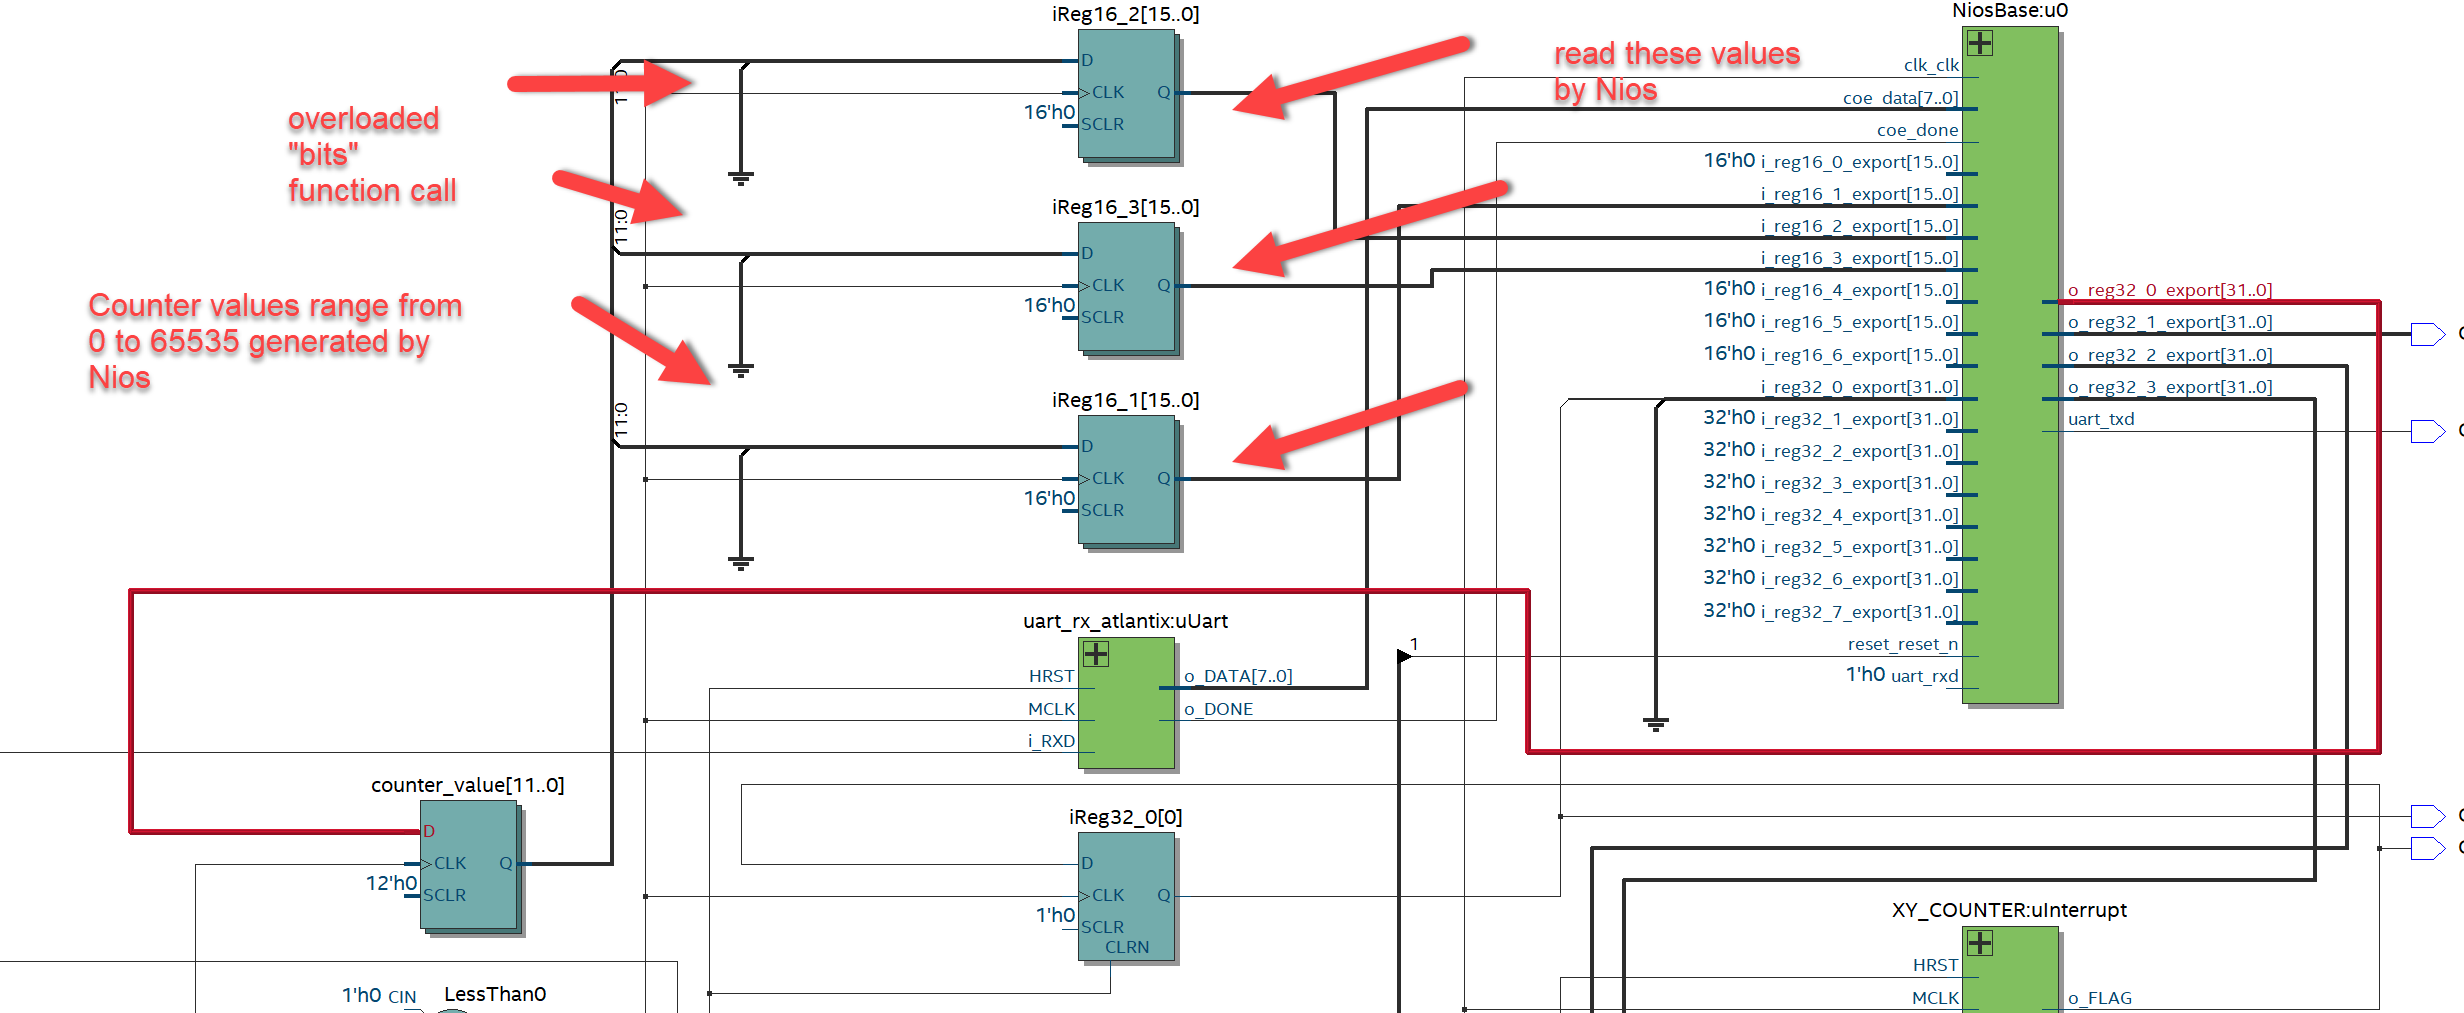 iReg16_2[15..0]
D
CLK
Q
16'h0
SCLR
11:0
iReg16_3[15..0]
D
CLK
Q
16'h0
SCLR
11:0
iReg16_1[15..0]
D
CLK
Q
16'h0
SCLR
overloaded
"bits"
function call
Counter values range from
0 to 65535 generated by
Nios
read these values
by Nios
NiosBase:u0
clk_clk
coe_data[7..0]
coe_done
16'h0 i_reg16_0_export[15..0]
i_reg16_1_export[15..0]
i_reg16_2_export[15..0]
i_reg16_3_export[15..0]
16'h0 i_reg16_4_export[15..0]
16'h0 i_reg16_5_export[15..0]
16'h0 i_reg16_6_export[15..0]
i_reg32_0_export[31..0]
32'h0 i_reg32_1_export[31..0]
32'h0 i_reg32_2_export[31..0]
32'h0 i_reg32_3_export[31..0]
32'h0 i_reg32_4_export[31..0]
32'h0 i_reg32_5_export[31..0]
32'h0 i_reg32_6_export[31..0]
32'h0 i_reg32_7_export[31..0]
reset_reset_n
1'h0 uart_rxd
o_reg32_0_export[31..0]
o_reg32_1_export[31..0]
o_reg32_2_export[31..0]
o_reg32_3_export[31..0]
uart_txd
1
uart_rx_atlantix:uUart
HRST
MCLK
i_RXD
o_DATA[7..0]
o_DONE
counter_value[11..0]
D
CLK
Q
12'h0
SCLR
iReg32_0[0]
D
CLK
Q
1'h0
SCLR
CLRN
XY_COUNTER:uInterrupt
HRST
MCLK
o_FLAG
1'h0 CIN
LessThan0